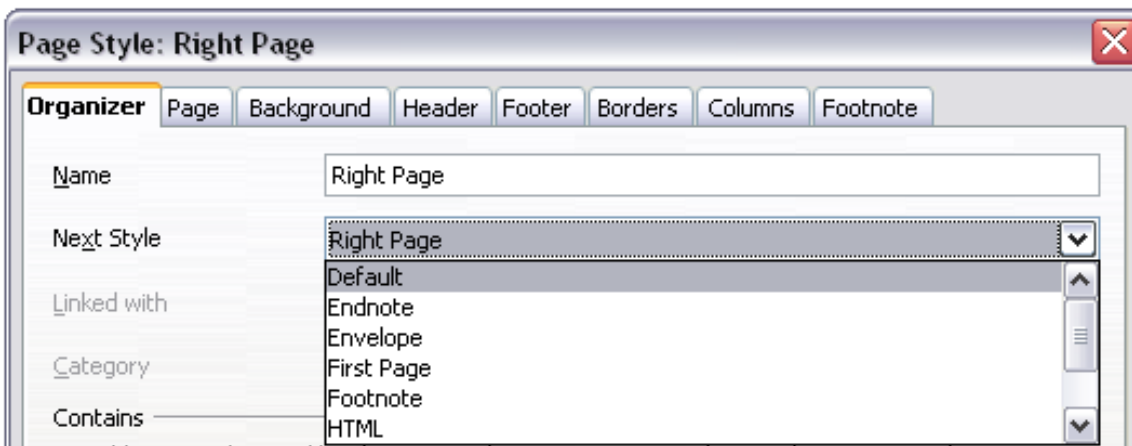 Page Style: Right Page
Organizer Page Background Header Footer Borders Columns Footnote
Name Right Page
Next Style Right Page
Default
Linked with
Endnote
Envelope
Category
First Page
Footnote
Contains
HTML